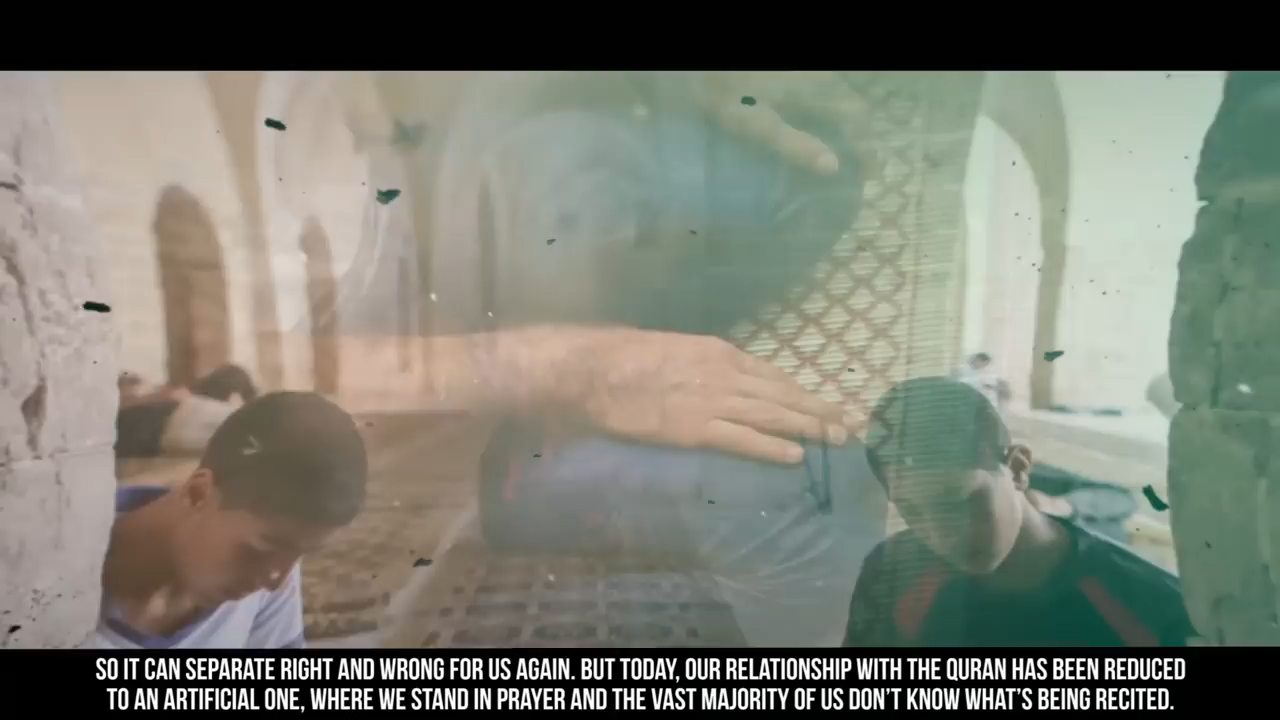 SO IT CAN SEPARATE RIGHT AND WRONG FOR US AGAIN. BUT TODAY, OUR RELATIONSHIP WITH THE QURAN HAS BEEN REDUCED
TO AN ARTIFICIAL ONE, WHERE WE STAND IN PRAYER AND THE VAST MAJORITY OF US DON'T KNOW WHAT'S BEING RECITED.